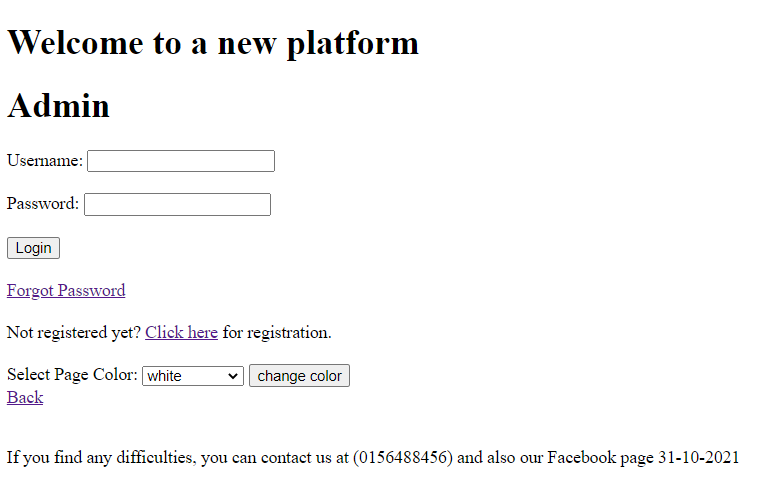 Welcome to a new platform
Admin
Username:
Password:
Login
Forgot Password
Not registered yet? Click here for registration.
Select Page Color: white change color
Back
If you find any difficulties, you can contact us at (0156488456) and also our Facebook page 31-10-2021